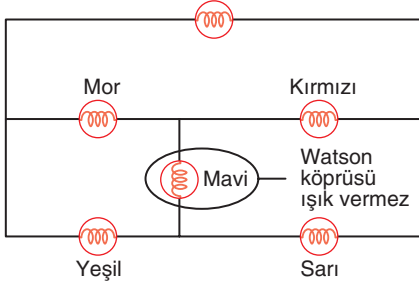 Mor
Kırmızı
Mavi
Watson
köprüsü
ışık vermez
Yeşil
Sarı